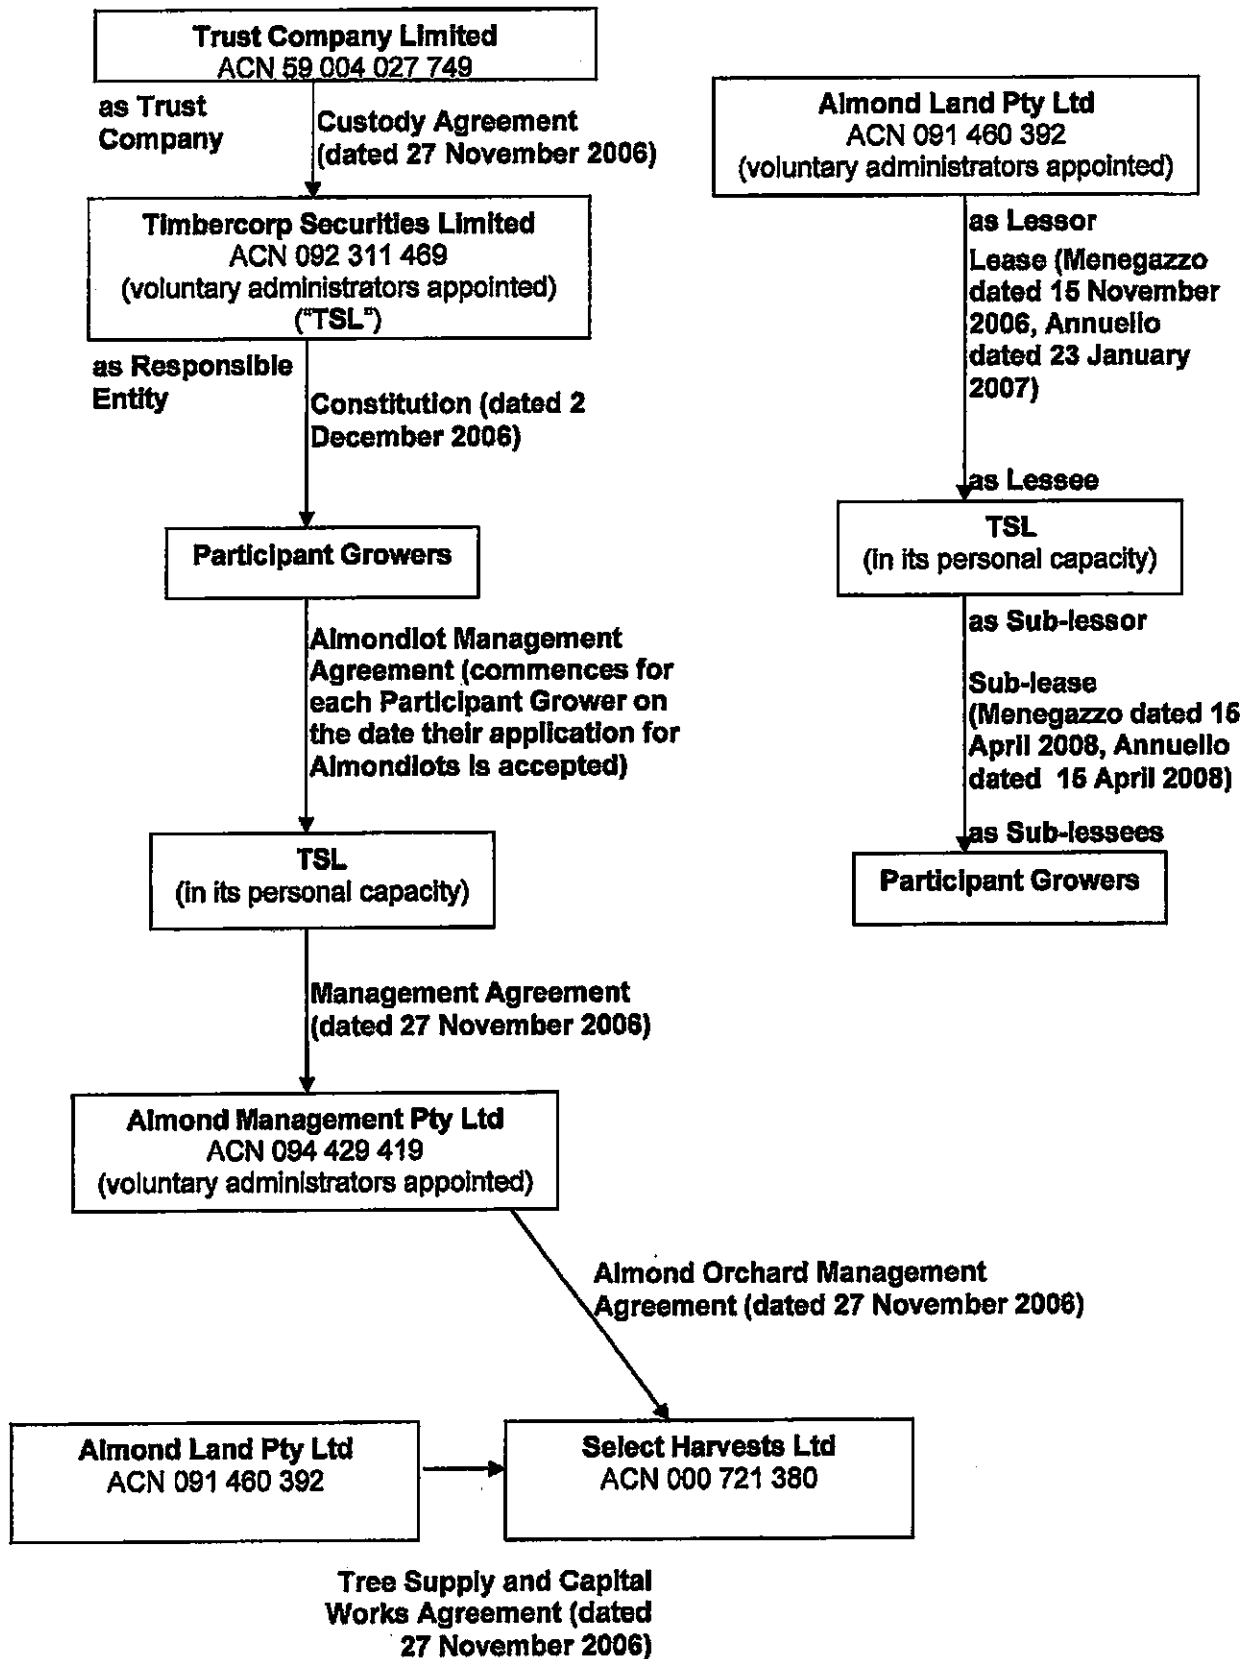 Trust Company Limited
ACN 59 004 027 749
as Trust
Company
Custody Agreement
(dated 27 November 2006)
Timbercorp Securities Limited
ACN 092 311 469
(voluntary administrators appointed)
("TSL")
as Responsible
Entity
Constitution (dated 2
December 2006)
Participant Growers
Almondlot Management
Agreement (commences for
each Participant Grower on
the date their application for
Almondlots is accepted)
TSL
(in its personal capacity)
Management Agreement
(dated 27 November 2006)
Almond Management Pty Ltd
ACN 094 429 419
(voluntary administrators appointed)
Almond Orchard Management
Agreement (dated 27 November 2006)
Almond Land Pty Ltd
ACN 091 460 392
Select Harvests Ltd
ACN 000 721 380
Tree Supply and Capital
Works Agreement (dated
27 November 2006)
Almond Land Pty Ltd
ACN 091 460 392
(voluntary administrators appointed)
as Lessor
Lease (Menegazzo
dated 15 November
2006, Annuello
dated 23 January
2007)
as Lessee
TSL
(in its personal capacity)
as Sub-lessor
Sub-lease
(Menegazzo dated 15
April 2008, Annuello
dated 15 April 2008)
as Sub-lessees
Participant Growers